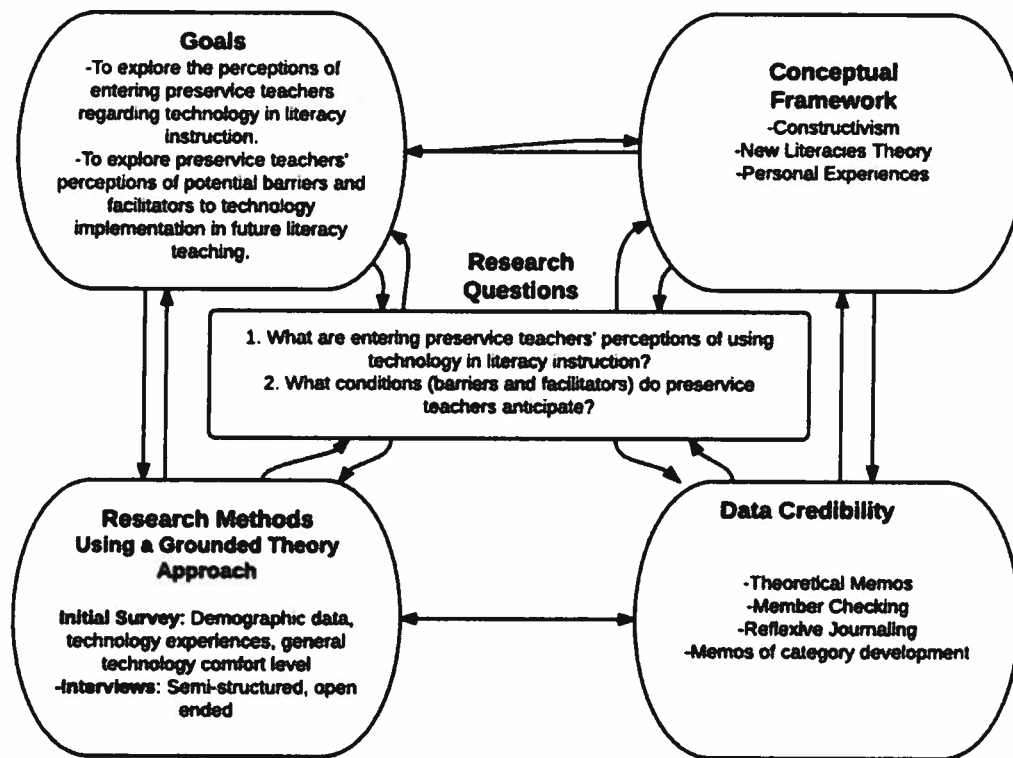 Goals
-To explore the perceptions of
entering preservice teachers
regarding technology in literacy
instruction.
-To explore preservice teachers'
perceptions of potential barriers and
facilitators to technology
implementation in future literacy
teaching.
Conceptual
Framework
-Constructivism
-New Literacies Theory
-Personal Experiences
Research
Questions
1. What are entering preservice teachers' perceptions of using
technology in literacy instruction?
2. What conditions (barriers and facilitators) do preservice
teachers anticipate?
Research Methods
Using a Grounded Theory
Approach
Initial Survey: Demographic data,
technology experiences, general
technology comfort level
-Interviews: Semi-structured, open
ended
Data Credibility
-Theoretical Memos
-Member Checking
-Reflexive Journaling
-Memos of category development